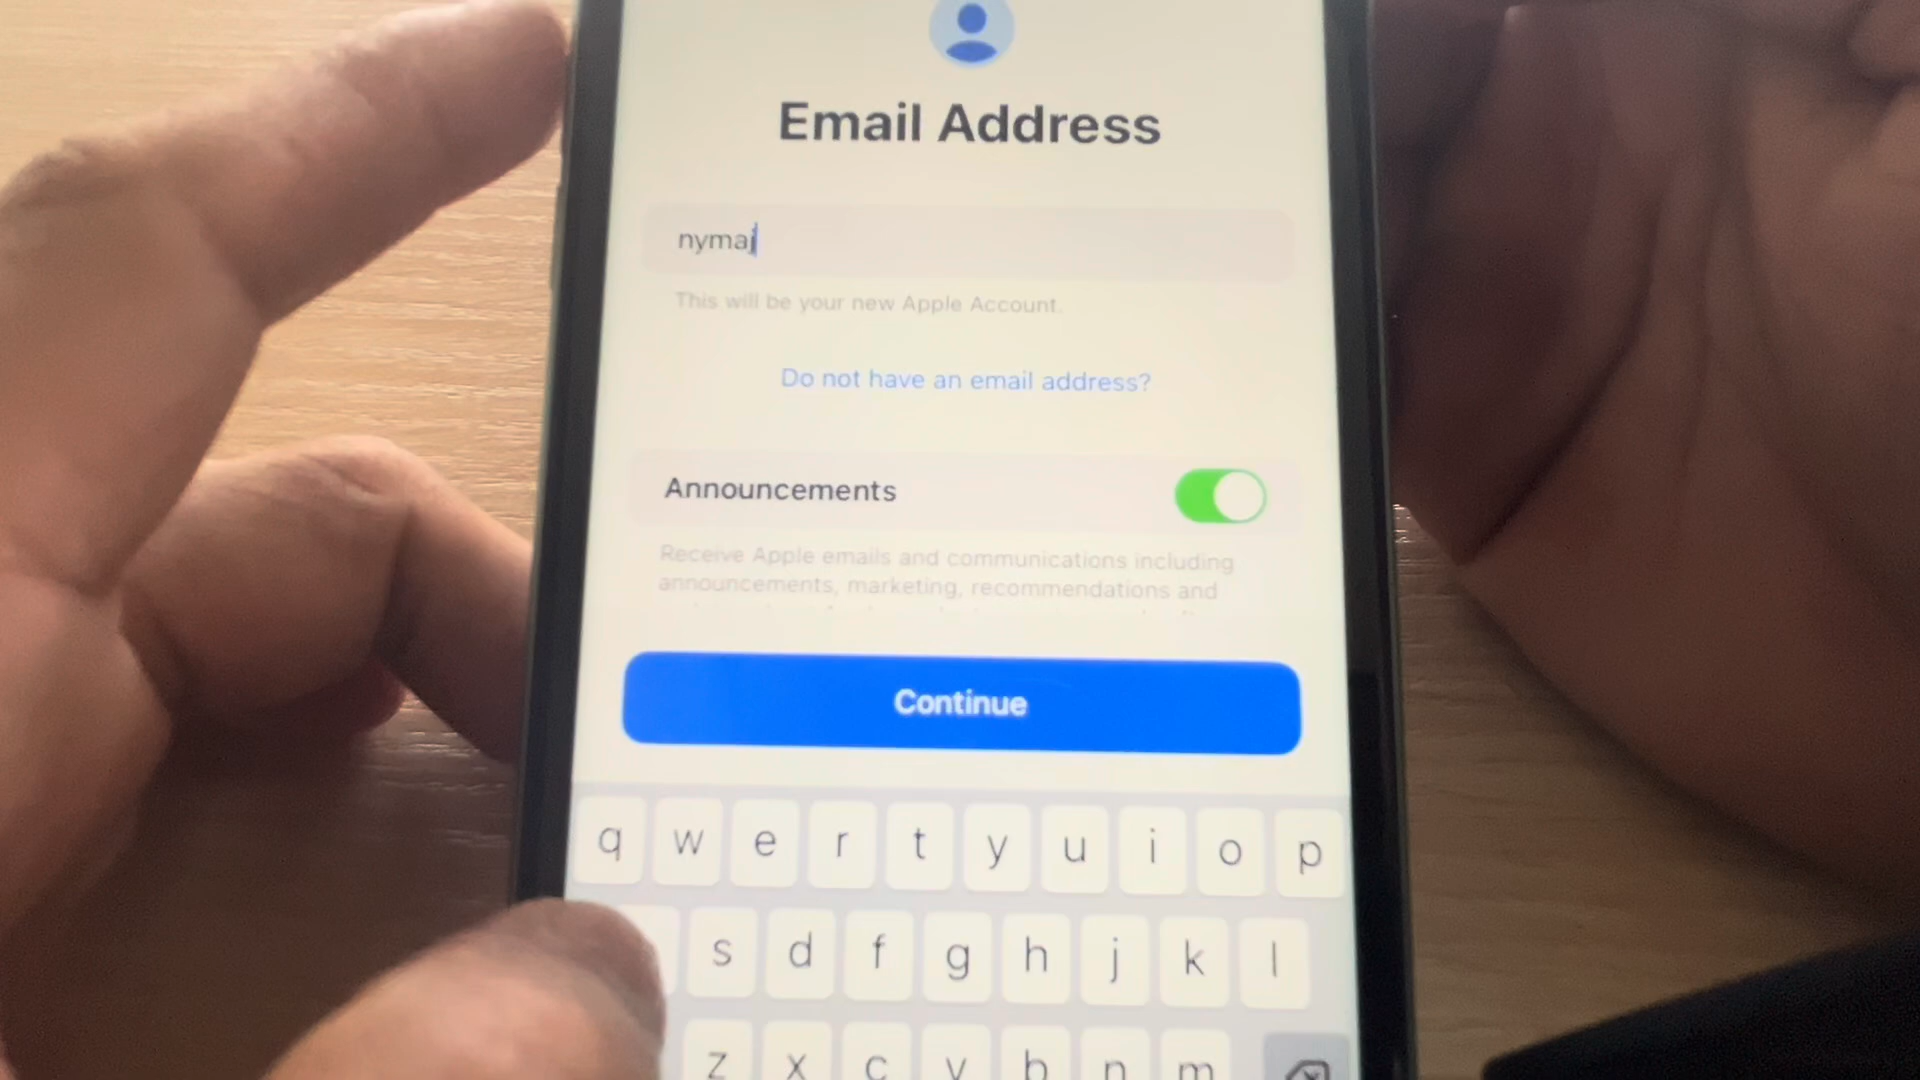 Email Address
nymaj
This will be your new Apple Account.
Do not have an email address?
Announcements
Receive Apple emails and communications including
announcements, marketing, recommendations and
Continue
q w e r t y u i o p
s d f g h j k l
z x c v b n m